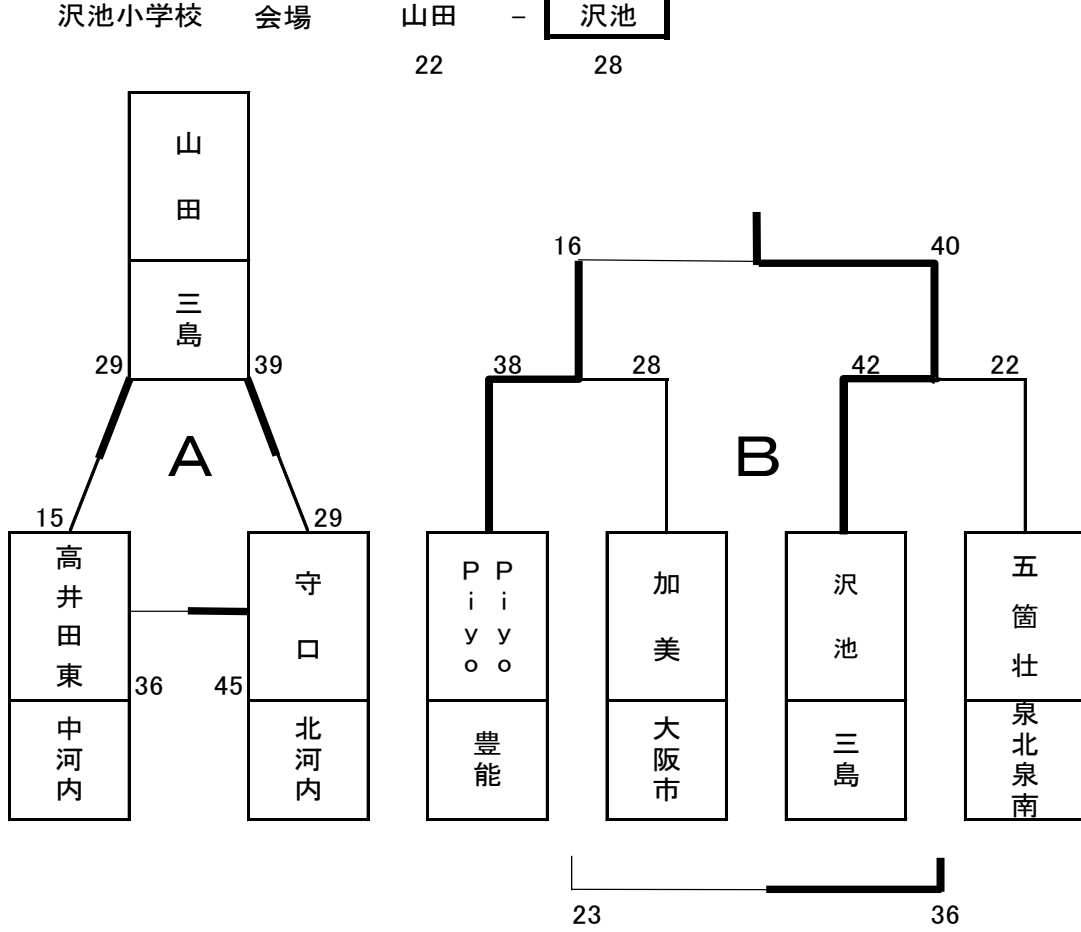 沢池小学校 会場 山田 － 沢池
22 28
山田
三島
16 40
29 39
38 28 42 22
A
B
15 29
高井田東
守口
PiyoPiyo
加美
沢池
五箇壮
36 45
中河内
北河内
豊能
大阪市
三島
泉北泉南
23 36